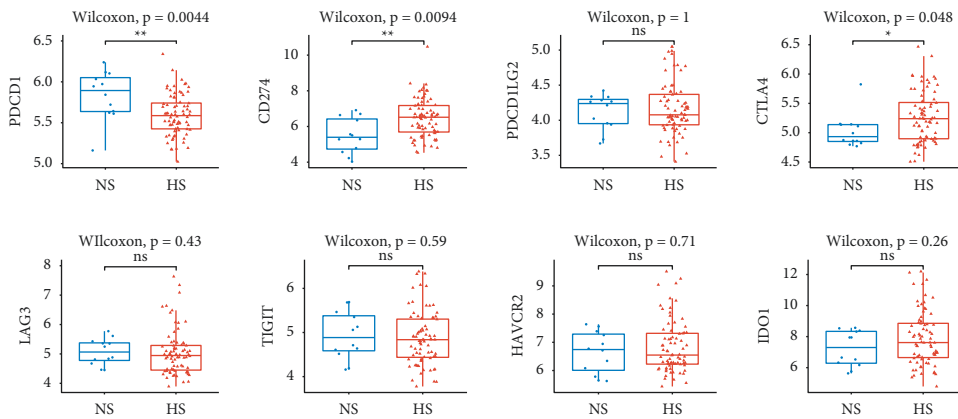 Wilcoxon, p = 0.0044
**
PDCD1
6.5
6.0
5.5
5.0
NS
HS
Wilcoxon, p = 0.0094
**
CD274
10
8
6
4
NS
HS
Wilcoxon, p = 1
ns
PDCD1LG2
5.0
4.5
4.0
3.5
NS
HS
Wilcoxon, p = 0.048
*
CTLA4
6.5
6.0
5.5
5.0
4.5
NS
HS
WIlcoxon, p = 0.43
ns
LAG3
8
7
6
5
4
NS
HS
Wilcoxon, p = 0.59
ns
TIGIT
6
5
4
NS
HS
Wilcoxon, p = 0.71
ns
HAVCR2
9
8
7
6
NS
HS
Wilcoxon, p = 0.26
ns
IDO1
12
10
8
6
NS
HS